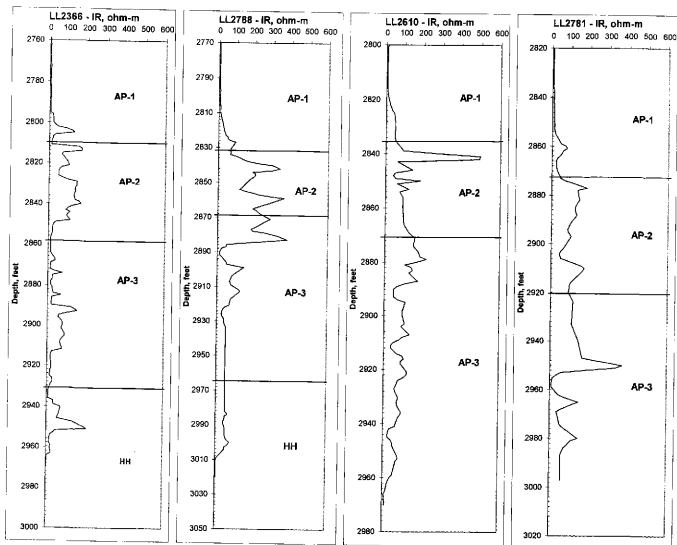 LL2366 - IR, ohm-m
0 100 200 300 400 500 600
2760
2780
2800
2820
2840
2860
2880
2900
2920
2940
2960
2980
3000
Depth, feet
AP-1
AP-2
AP-3
HH
LL2788 - IR, ohm-m
0 100 200 300 400 500 600
2770
2790
2810
2830
2850
2870
2890
2910
2930
2950
2970
2990
3010
3030
3050
Depth, feet
AP-1
AP-2
AP-3
HH
LL2610 - IR, ohm-m
0 100 200 300 400 500 600
2800
2820
2840
2860
2880
2900
2920
2940
2960
2980
Depth, feet
AP-1
AP-2
AP-3
LL2781 - IR, ohm-m
0 100 200 300 400 500 600
2820
2840
2860
2880
2900
2920
2940
2960
2980
3000
3020
Depth, feet
AP-1
AP-2
AP-3